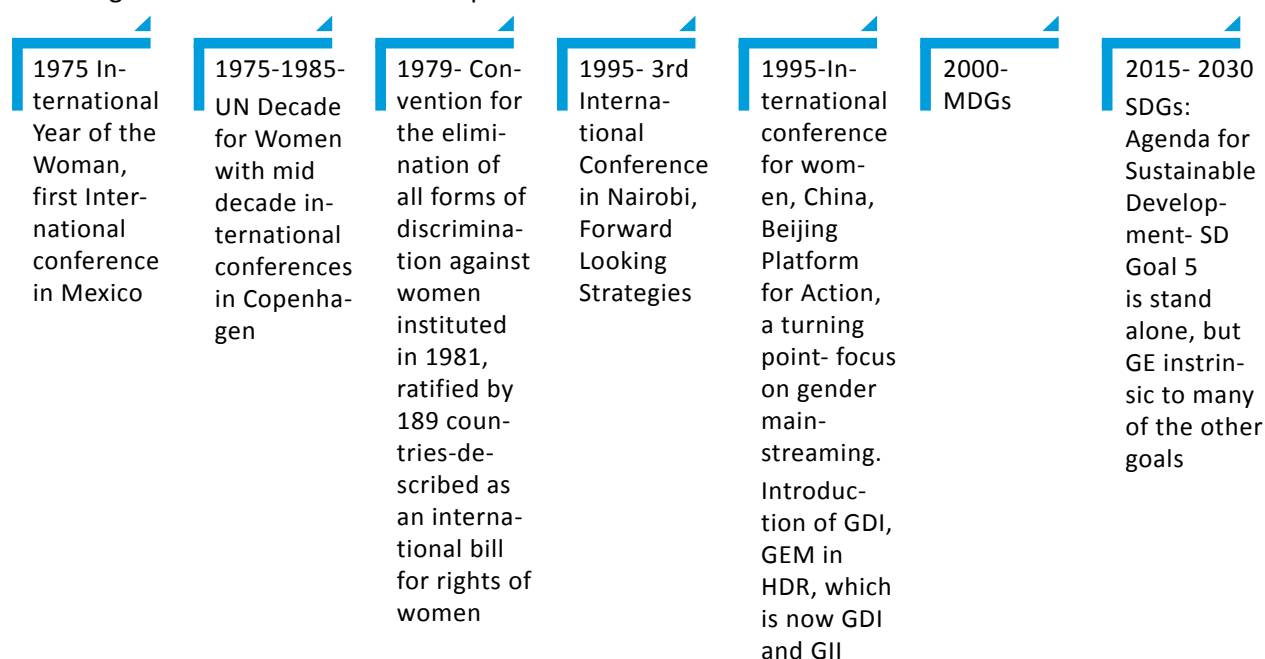 1975 In-
ternational
Year of the
Woman,
first Inter-
national
conference
in Mexico
1975-1985-
UN Decade
for Women
with mid
decade in-
ternational
conferences
in Copenha-
gen
1979- Con-
vention for
the elimi-
nation of
all forms of
discrimina-
tion against
women
instituted
in 1981,
ratified by
189 coun-
tries-de-
scribed as
an interna-
tional bill
for rights of
women
1995- 3rd
Interna-
tional
Conference
in Nairobi,
Forward
Looking
Strategies
1995-In-
ternational
conference
for wom-
en, China,
Beijing
Platform
for Action,
a turning
point- focus
on gender
main-
streaming.
Introduc-
tion of GDI,
GEM in
HDR, which
is now GDI
and GII
2000-
MDGs
2015- 2030
SDGs:
Agenda for
Sustainable
Develop-
ment- SD
Goal 5
is stand
alone, but
GE instrin-
sic to many
of the other
goals